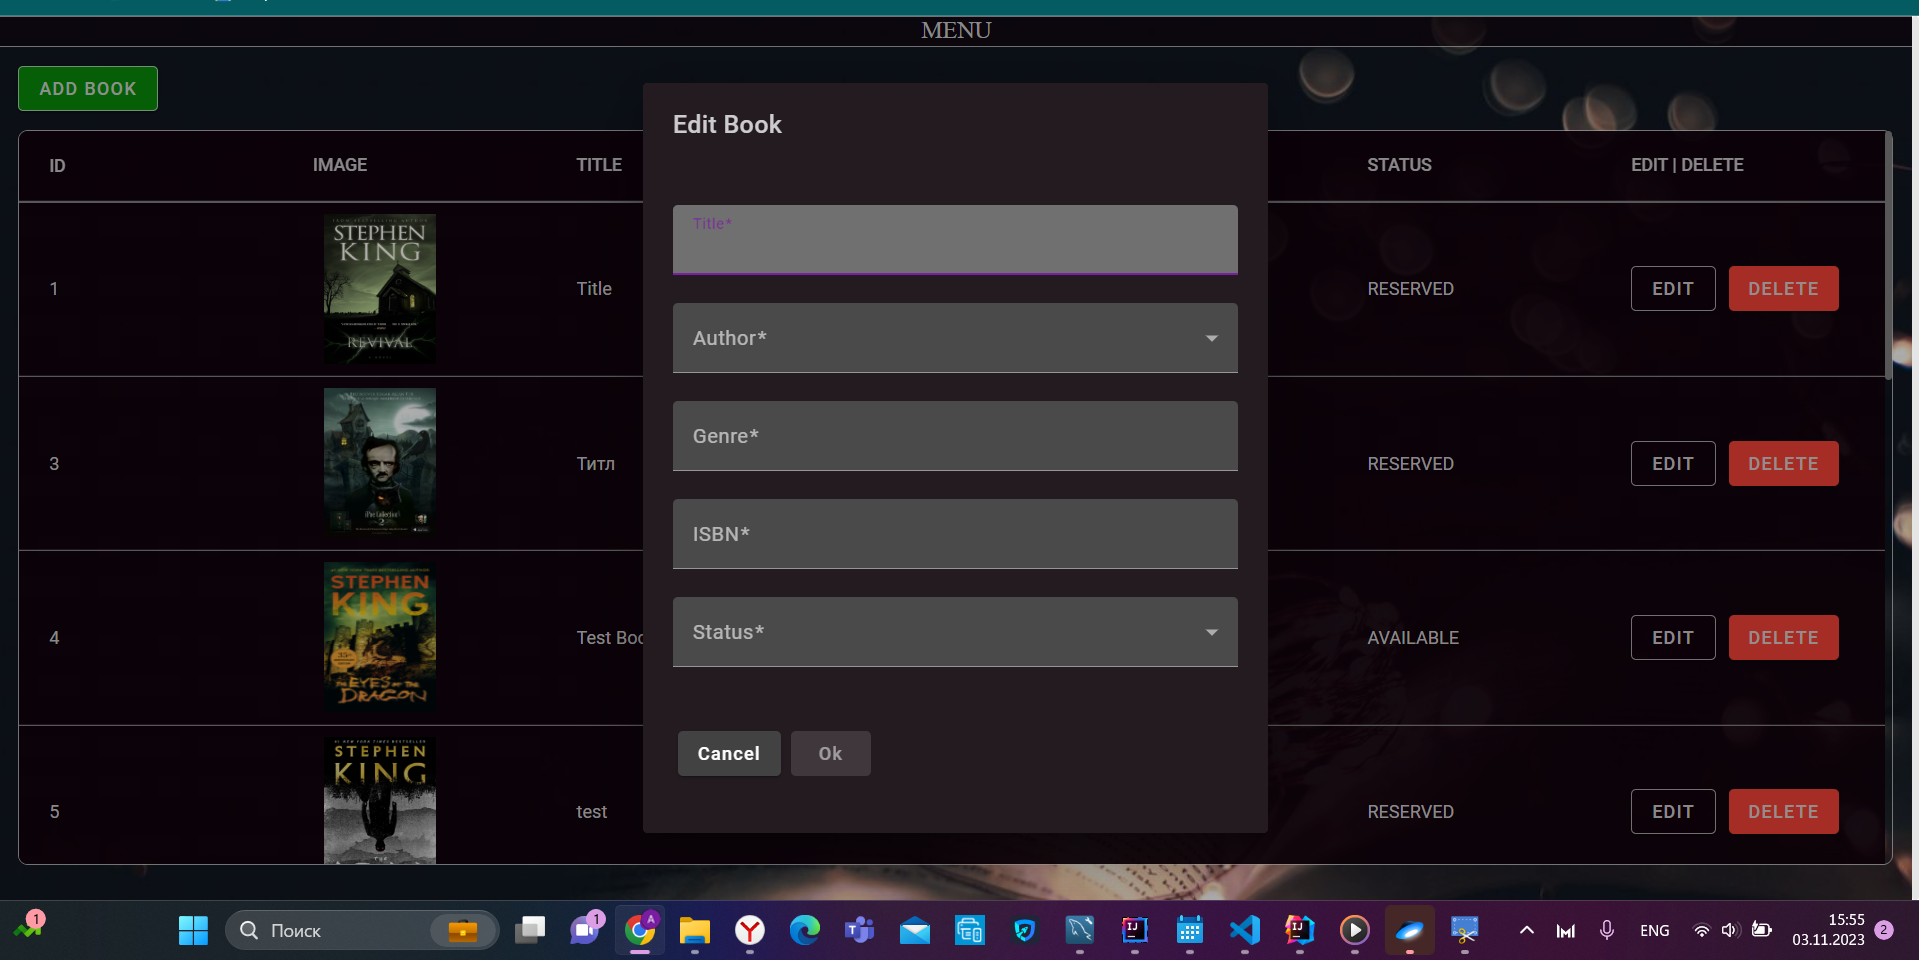 MENU
ADD BOOK
Edit Book
ID
IMAGE
TITLE
STATUS
EDIT | DELETE
STEPHEN
KING
REVIVAL
1
Title
RESERVED
EDIT
DELETE
3
Титл
RESERVED
EDIT
DELETE
STEPHEN
KING
EYES OF THE
DRAGON
4
Test Boo
AVAILABLE
EDIT
DELETE
STEPHEN
KING
5
test
RESERVED
EDIT
DELETE
Title*
Author*
Genre*
ISBN*
Status*
Cancel
Ok
1
Поиск
1
A
ENG
15:55
03.11.2023
2